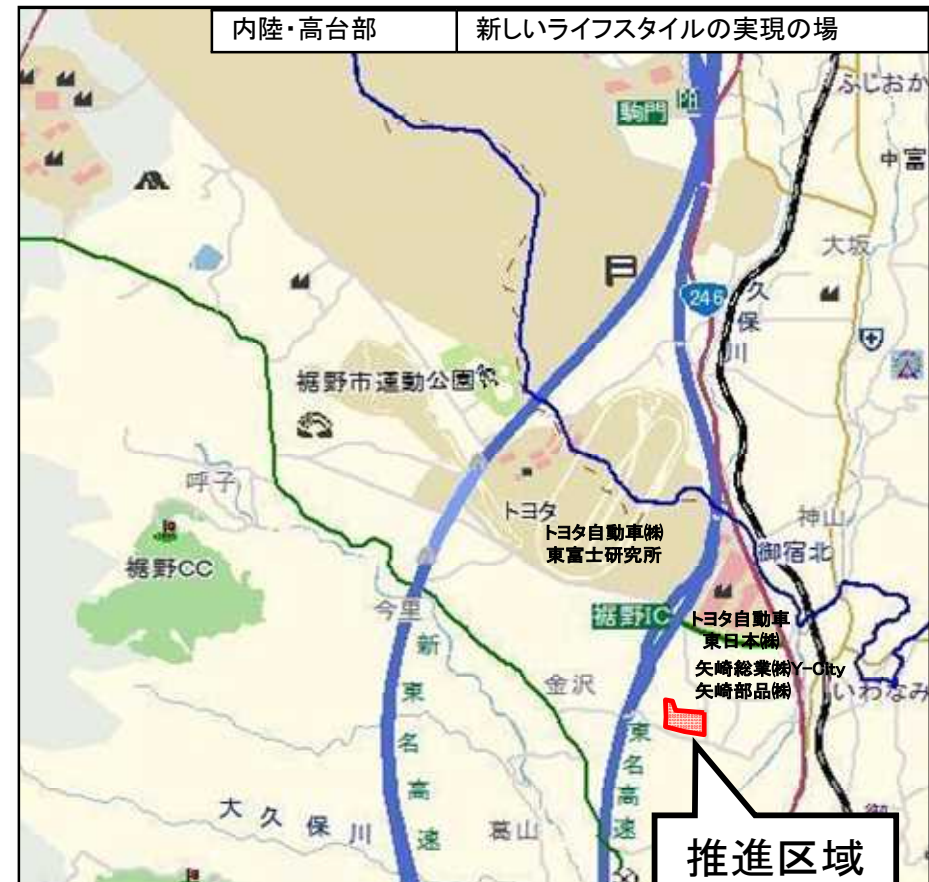 内陸・高台部
新しいライフスタイルの実現の場
駒門
PA
ふじおか
中富
大坂
246
久保川
裾野市運動公園
呼子
トヨタ
トヨタ自動車㈱
東富士研究所
神山
御宿北
裾野CC
裾野IC
今里
トヨタ自動車
東日本㈱
矢崎総業㈱Y-City
矢崎部品㈱
いわなみ
金沢
新東名高速
東名高速
大久保川
葛山
推進区域